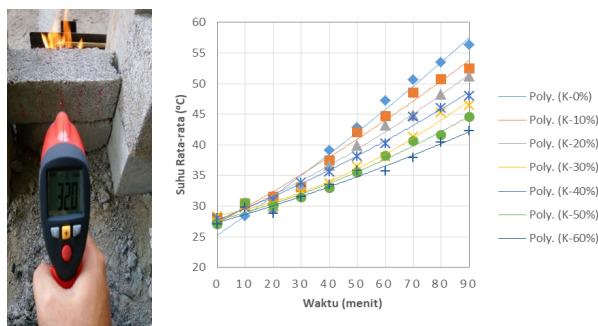 32.0
Suhu Rata-rata (ºC)
60
55
50
45
40
35
30
25
20
0 10 20 30 40 50 60 70 80 90
Waktu (menit)
Poly. (K-0%)
Poly. (K-10%)
Poly. (K-20%)
Poly. (K-30%)
Poly. (K-40%)
Poly. (K-50%)
Poly. (K-60%)